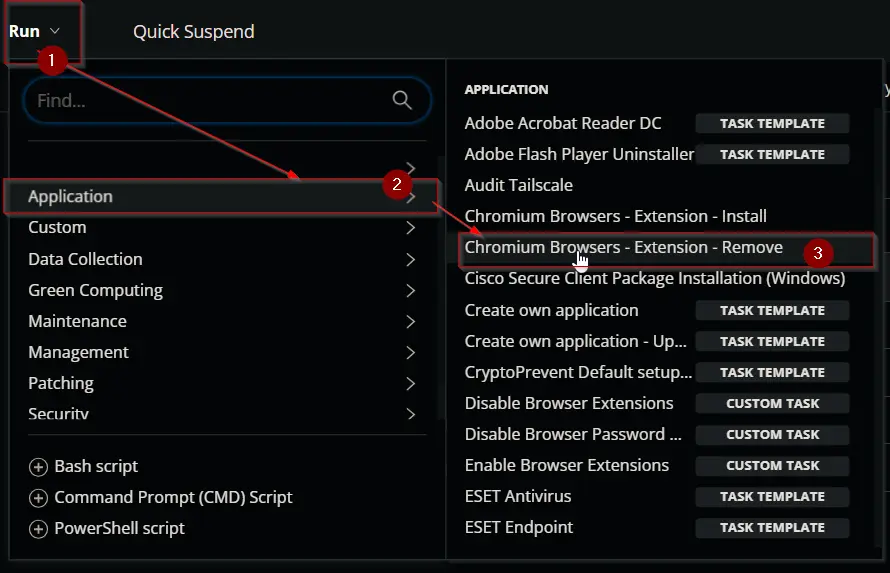 Run
Quick Suspend
1
Find...
2
Application
Custom
Data Collection
Green Computing
Maintenance
Management
Patching
Security
Bash script
Command Prompt (CMD) Script
PowerShell script
APPLICATION
Adobe Acrobat Reader DC TASK TEMPLATE
Adobe Flash Player Uninstaller TASK TEMPLATE
Audit Tailscale
Chromium Browsers - Extension - Install
Chromium Browsers - Extension - Remove 3
Cisco Secure Client Package Installation (Windows)
Create own application TASK TEMPLATE
Create own application - Up... TASK TEMPLATE
CryptoPrevent Default setup... TASK TEMPLATE
Disable Browser Extensions CUSTOM TASK
Disable Browser Password ... CUSTOM TASK
Enable Browser Extensions CUSTOM TASK
ESET Antivirus TASK TEMPLATE
ESET Endpoint TASK TEMPLATE